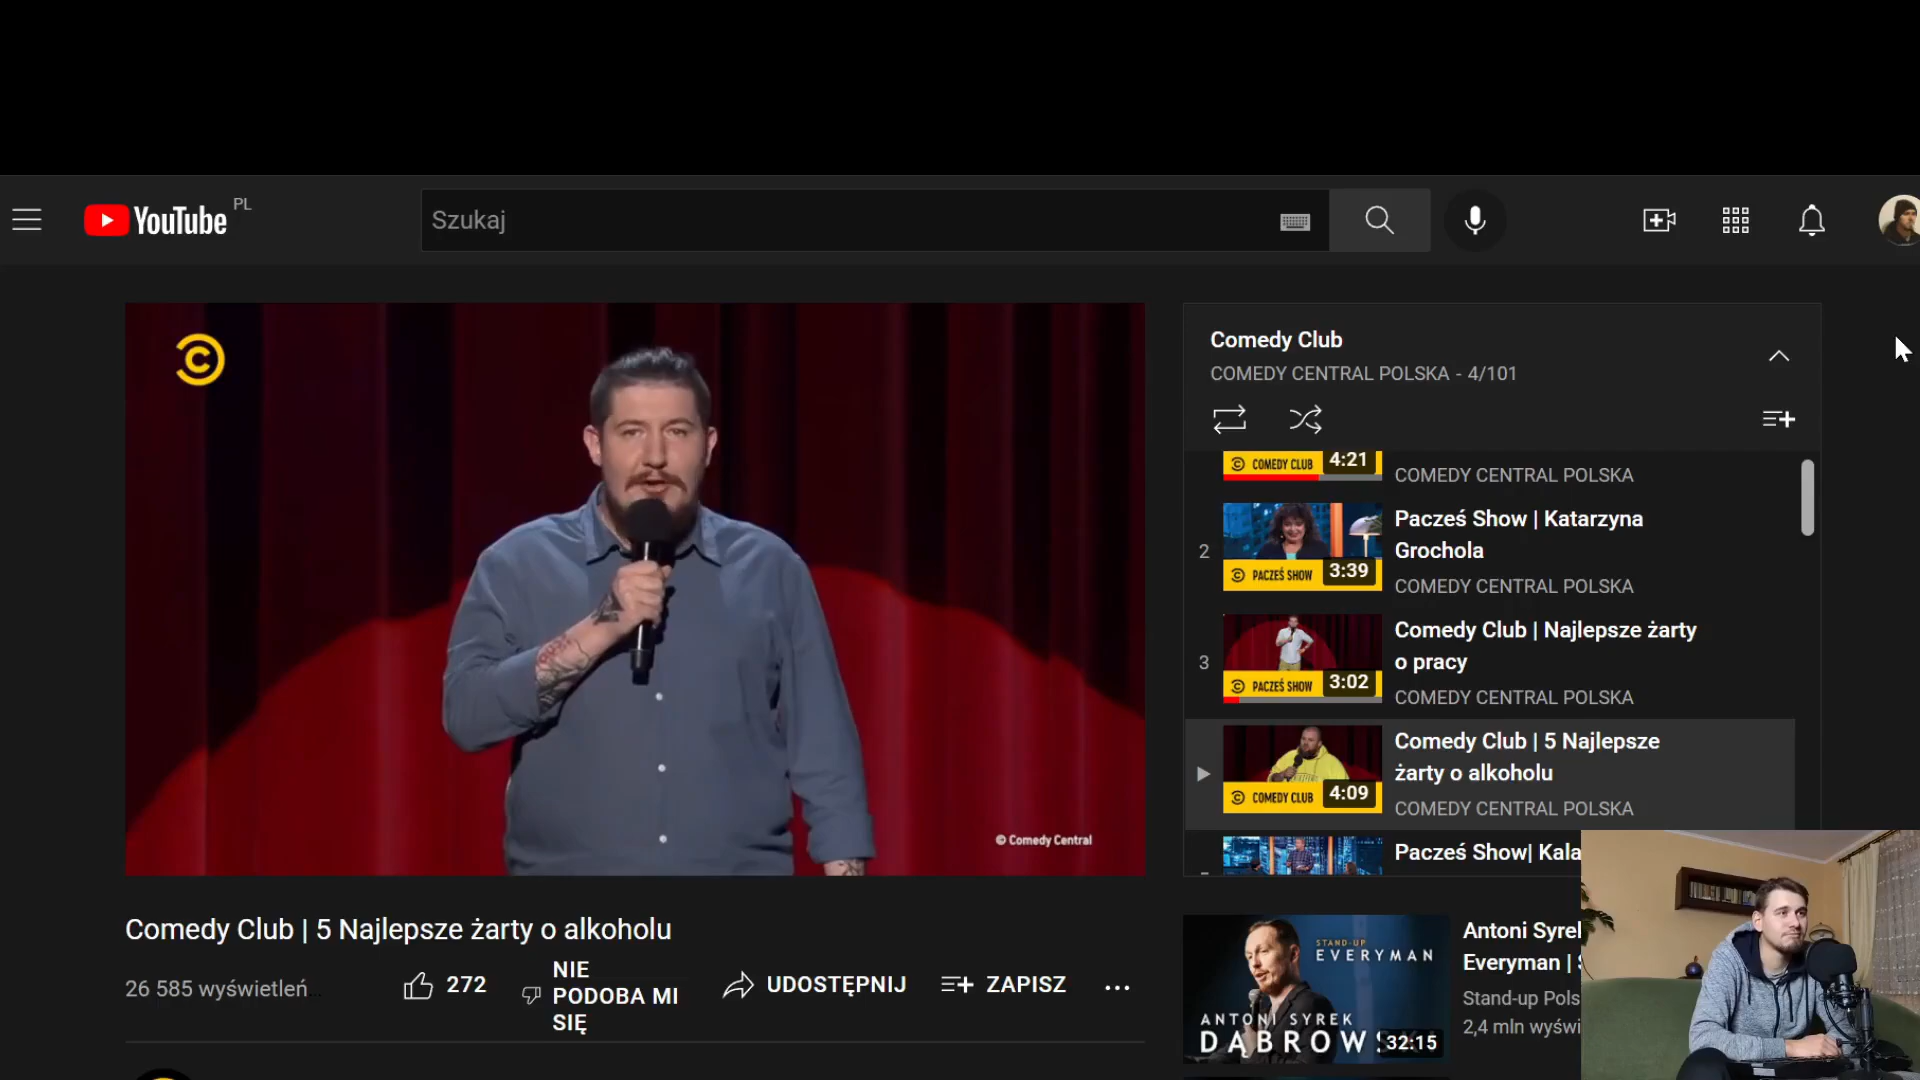 YouTube PL
Szukaj
© Comedy Central
Comedy Club | 5 Najlepsze żarty o alkoholu
26 585 wyświetleń...
272
NIE
PODOBA MI
SIĘ
UDOSTĘPNIJ
ZAPISZ
Comedy Club
COMEDY CENTRAL POLSKA - 4/101
COMEDY CLUB
4:21
COMEDY CENTRAL POLSKA
2
PACZEŚ SHOW
3:39
Pacześ Show | Katarzyna
Grochola
COMEDY CENTRAL POLSKA
3
PACZEŚ SHOW
3:02
Comedy Club | Najlepsze żarty
o pracy
COMEDY CENTRAL POLSKA
COMEDY CLUB
4:09
Comedy Club | 5 Najlepsze
żarty o alkoholu
COMEDY CENTRAL POLSKA
Pacześ Show| Kala
STAND-UP
EVERYMAN
ANTONI SYREK
DĄBROWS
32:15
Antoni Syre
Everyman |
Stand-up Pols
2,4 mln wyświ